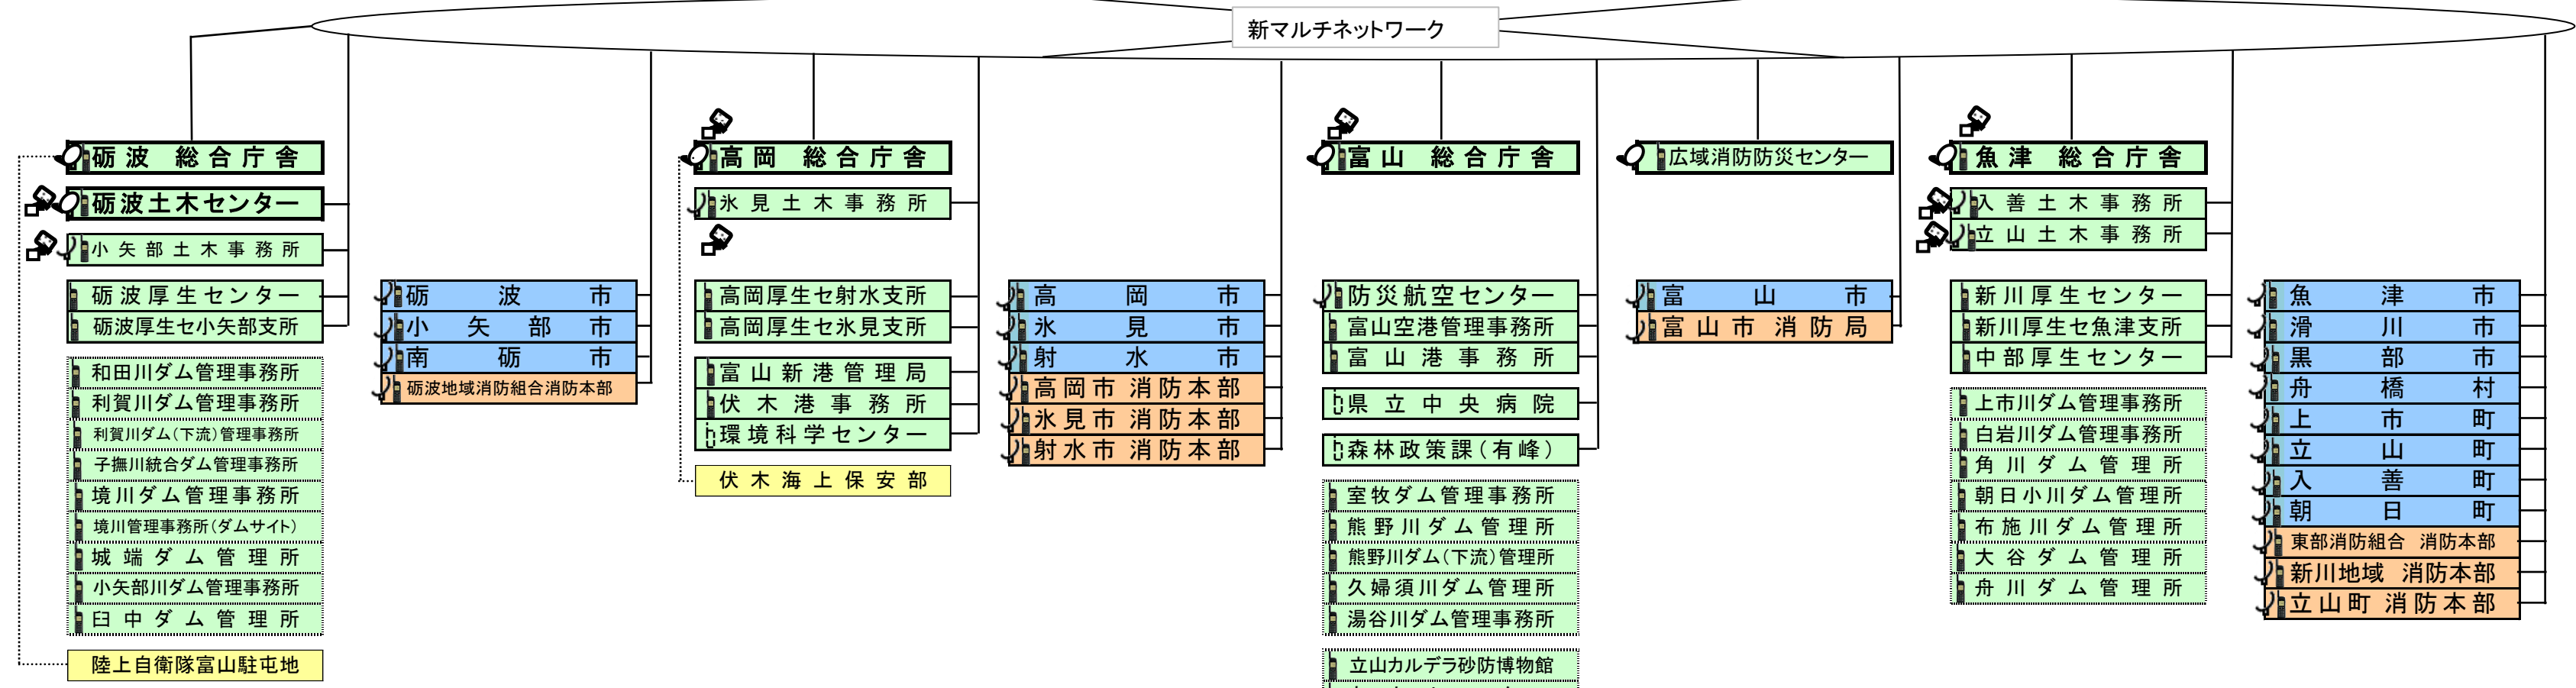 新マルチネットワーク
砺波 総合庁舎
砺波土木センター
小矢部土木事務所
砺波厚生センター
砺波厚生セ小矢部支所
和田川ダム管理事務所
利賀川ダム管理事務所
利賀川ダム(下流)管理事務所
子撫川統合ダム管理事務所
境川ダム管理事務所
境川管理事務所(ダムサイト)
城端ダム管理所
小矢部川ダム管理事務所
臼中ダム管理所
陸上自衛隊富山駐屯地
砺波市
小矢部市
南砺市
砺波地域消防組合消防本部
高岡 総合庁舎
氷見土木事務所
高岡厚生セ射水支所
高岡厚生セ氷見支所
富山新港管理局
伏木港事務所
環境科学センター
伏木海上保安部
高岡市
氷見市
射水市
高岡市 消防本部
氷見市 消防本部
射水市 消防本部
富山 総合庁舎
防災航空センター
富山空港管理事務所
富山港事務所
県立中央病院
森林政策課(有峰)
室牧ダム管理事務所
熊野川ダム管理所
熊野川ダム(下流)管理所
久婦須川ダム管理所
湯谷川ダム管理事務所
立山カルデラ砂防博物館
広域消防防災センター
富山市
富山市消防局
魚津 総合庁舎
入善土木事務所
立山土木事務所
新川厚生センター
新川厚生セ魚津支所
中部厚生センター
上市川ダム管理事務所
白岩川ダム管理事務所
角川ダム管理所
朝日小川ダム管理所
布施川ダム管理所
大谷ダム管理所
舟川ダム管理所
魚津市
滑川市
黒部市
舟橋村
上市町
立山町
入善町
朝日町
東部消防組合 消防本部
新川地域 消防本部
立山町 消防本部